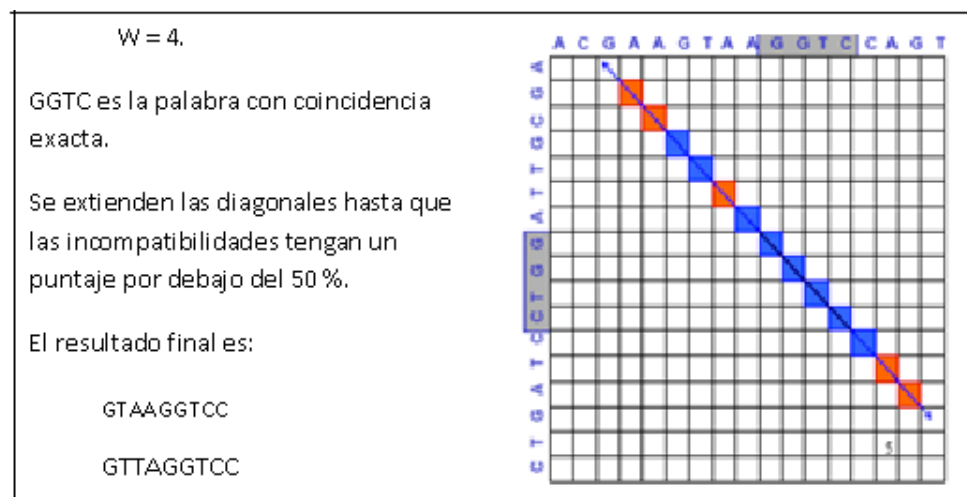 W = 4.
GGTC es la palabra con coincidencia
exacta.
Se extienden las diagonales hasta que
las incompatibilidades tengan un
puntaje por debajo del 50 %.
El resultado final es:
GTAAGGTCC
GTTAGGTCC
A C G A A G T A A G G T C C A G T
C T G A T C C T G G A T T G C G A
5